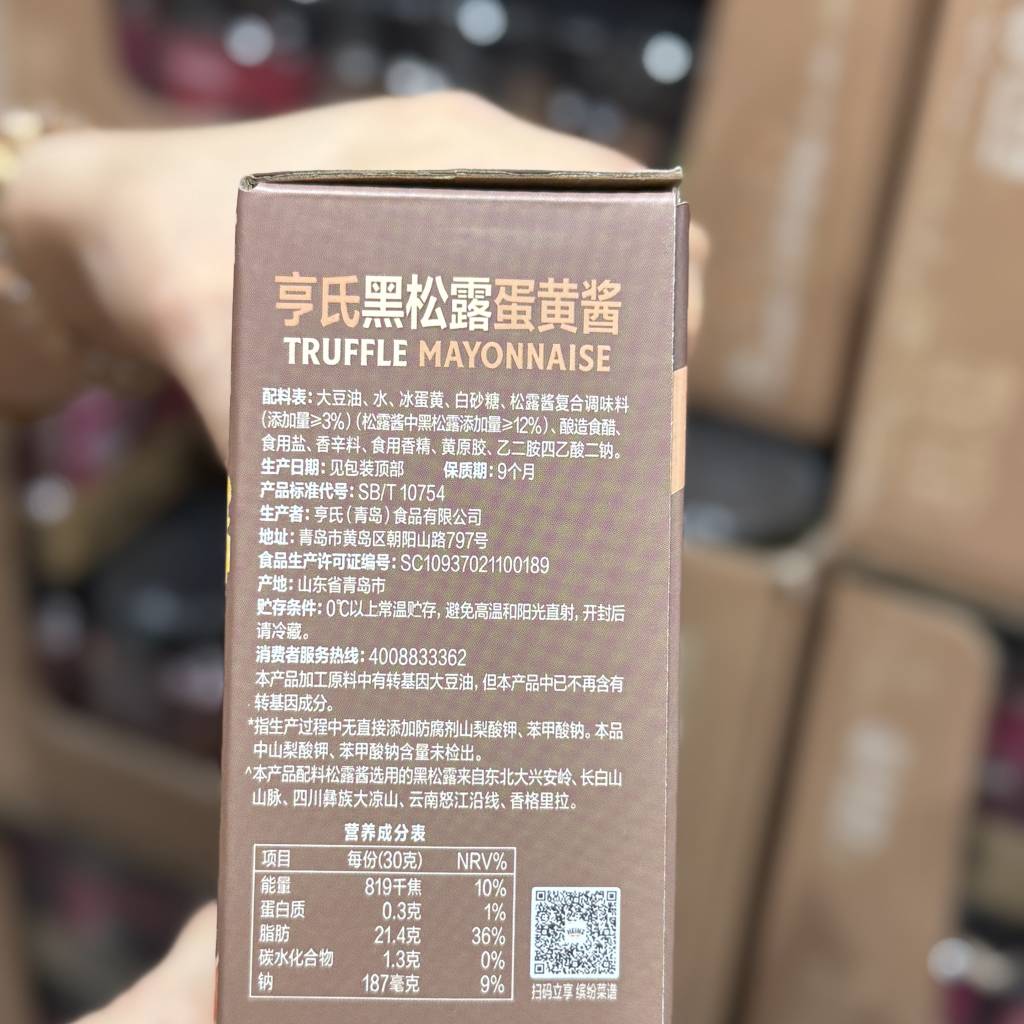 亨氏黑松露蛋黄酱
TRUFFLE MAYONNAISE
配料表：大豆油、水、冰蛋黄、白砂糖、松露酱复合调味料
(添加量≥3%)(松露酱中黑松露添加量≥12%)、酿造食醋、
食用盐、香辛料、食用香精、黄原胶、乙二胺四乙酸二钠。
生产日期：见包装顶部 保质期：9个月
产品标准代号：SB/T 10754
生产者：亨氏(青岛)食品有限公司
地址：青岛市黄岛区朝阳山路797号
食品生产许可证编号：SC10937021100189
产地：山东省青岛市
贮存条件：0℃以上常温贮存，避免高温和阳光直射，开封后
请冷藏。
消费者服务热线：4008833362
本产品加工原料中有转基因大豆油，但本产品中已不再含有
转基因成分。
*指生产过程中无直接添加防腐剂山梨酸钾、苯甲酸钠。本品
中山梨酸钾、苯甲酸钠含量未检出。
^本产品配料松露酱选用的黑松露来自东北大兴安岭、长白山
山脉、四川彝族大凉山、云南怒江沿线、香格里拉。
营养成分表
项目 每份(30克) NRV%
能量 819千焦 10%
蛋白质 0.3克 1%
脂肪 21.4克 36%
碳水化合物 1.3克 0%
钠 187毫克 9%
HEINZ
扫码立享 缤纷菜谱